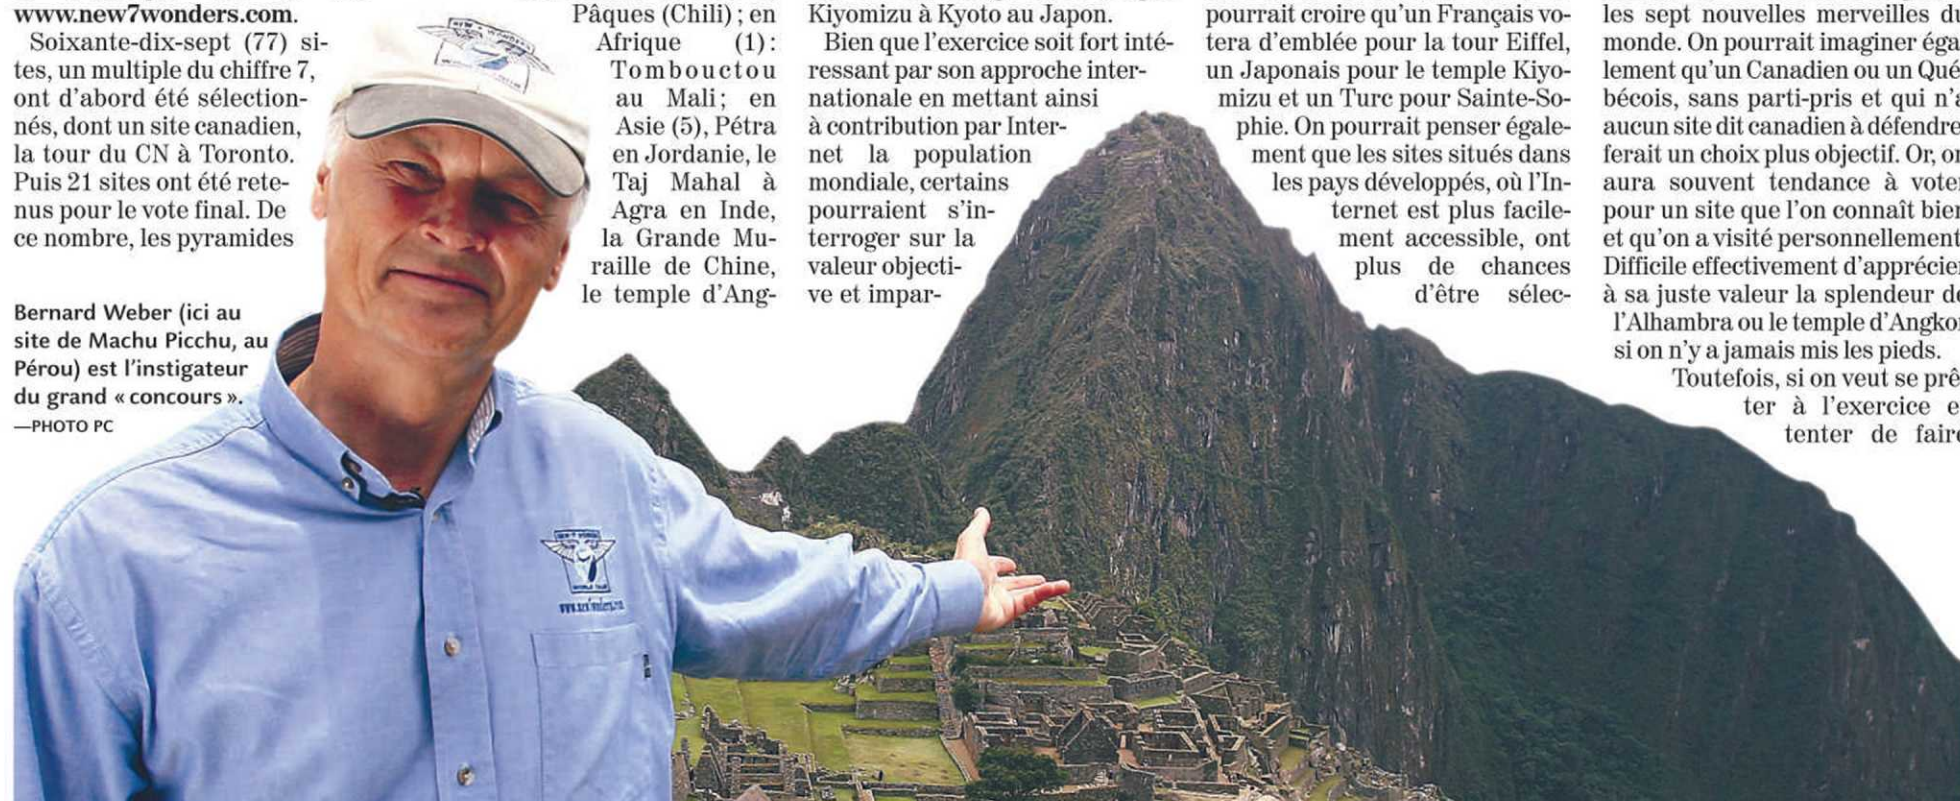 www.new7wonders.com.
Soixante-dix-sept (77) si-
tes, un multiple du chiffre 7,
ont d'abord été sélection-
nés, dont un site canadien,
la tour du CN à Toronto.
Puis 21 sites ont été rete-
nus pour le vote final. De
ce nombre, les pyramides
Bernard Weber (ici au
site de Machu Picchu, au
Pérou) est l'instigateur
du grand « concours ».
—PHOTO PC
Pâques (Chili) ; en
Afrique (1) :
Tombouctou
au Mali ; en
Asie (5), Pétra
en Jordanie, le
Taj Mahal à
Agra en Inde,
la Grande Mu-
raille de Chine,
le temple d'Ang-
Kiyomizu à Kyoto au Japon.
Bien que l'exercice soit fort inté-
ressant par son approche inter-
nationale en mettant ainsi
à contribution par Inter-
net la population
mondiale, certains
pourraient s'in-
terroger sur la
valeur objecti-
ve et impar-
pourrait croire qu'un Français vo-
tera d'emblée pour la tour Eiffel,
un Japonais pour le temple Kiyo-
mizu et un Turc pour Sainte-So-
phie. On pourrait penser égale-
ment que les sites situés dans
les pays développés, où l'In-
ternet est plus facile-
ment accessible, ont
plus de chances
d'être sélec-
les sept nouvelles merveilles du
monde. On pourrait imaginer éga-
lement qu'un Canadien ou un Qué-
bécois, sans parti-pris et qui n'a
aucun site dit canadien à défendre
ferait un choix plus objectif. Or, on
aura souvent tendance à voter
pour un site que l'on connaît bien
et qu'on a visité personnellement
Difficile effectivement d'apprécier
à sa juste valeur la splendeur de
l'Alhambra ou le temple d'Angkor
si on n'y a jamais mis les pieds.
Toutefois, si on veut se prê-
ter à l'exercice e
tenter de faire
NEW 7 WONDERS
WORLD TOUR